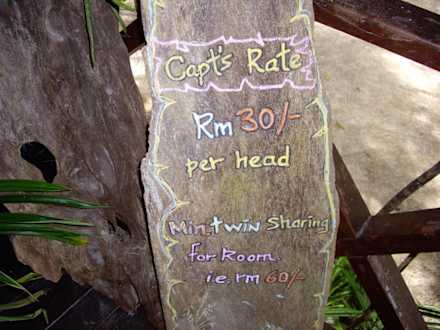 Capt's Rate
Rm 30/-
per head
Min.twin Sharing
for Room.
i.e. rm 60/-